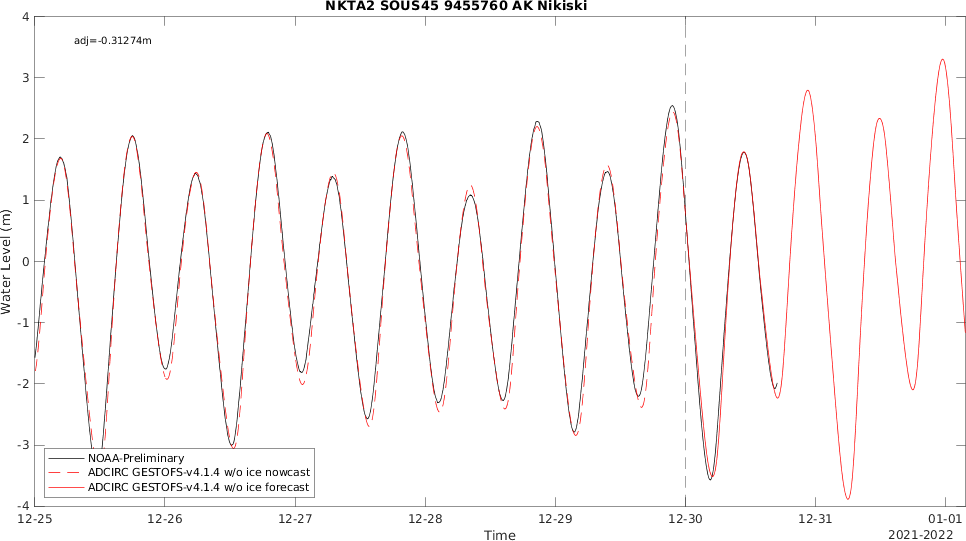 NKTA2 SOUS45 9455760 AK Nikiski
adj=-0.31274m
4
3
2
1
0
-1
-2
-3
-4
Water Level (m)
NOAA-Preliminary
ADCIRC GESTOFS-v4.1.4 w/o ice nowcast
ADCIRC GESTOFS-v4.1.4 w/o ice forecast
12-25 12-26 12-27 12-28 12-29 12-30 12-31 01-01
Time
2021-2022